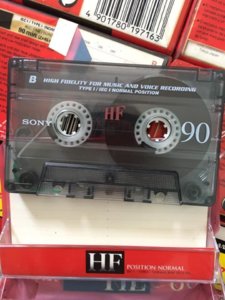 4 901780 197163
B HIGH FIDELITY FOR MUSIC AND VOICE RECORDING
TYPE I / IEC I NORMAL POSITION
SONY
HF
90
HF POSITION NORMAL
HF